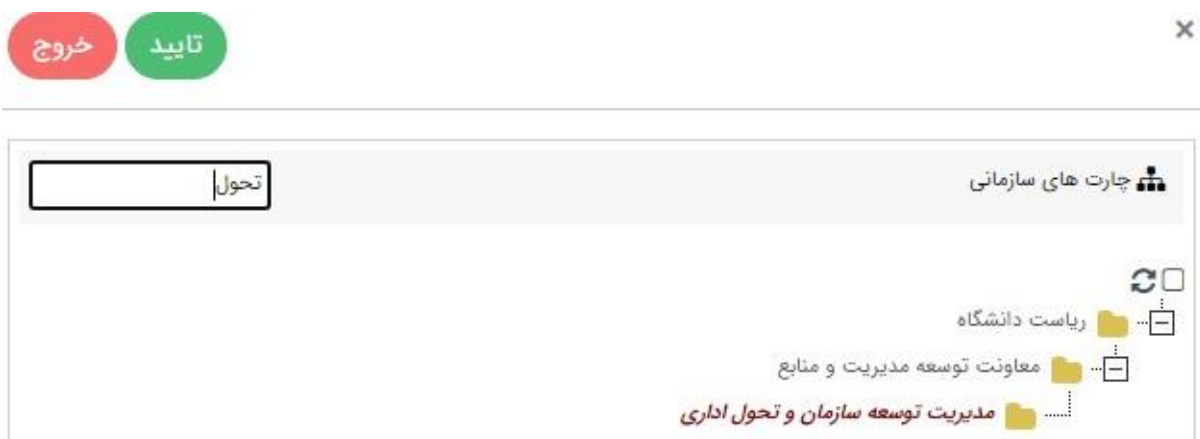 × تایید خروج
چارت های سازمانی تحول
ریاست دانشگاه
معاونت توسعه مدیریت و منابع
مدیریت توسعه سازمان و تحول اداری